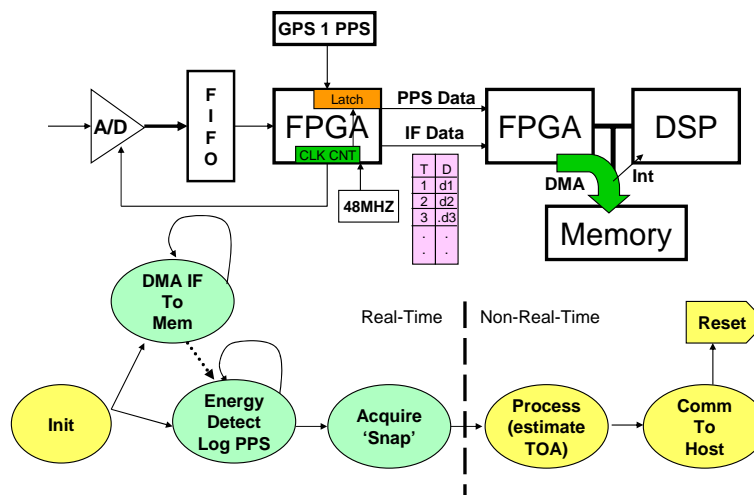 GPS 1 PPS
A/D
F
I
F
O
Latch
FPGA
CLK CNT
48MHZ
PPS Data
IF Data
T D
1 d1
2 d2
3 .d3
. .
. .
FPGA
DSP
DMA
Int
Memory
DMA IF
To
Mem
Real-Time
Non-Real-Time
Reset
Init
Energy
Detect
Log PPS
Acquire
‘Snap’
Process
(estimate
TOA)
Comm
To
Host